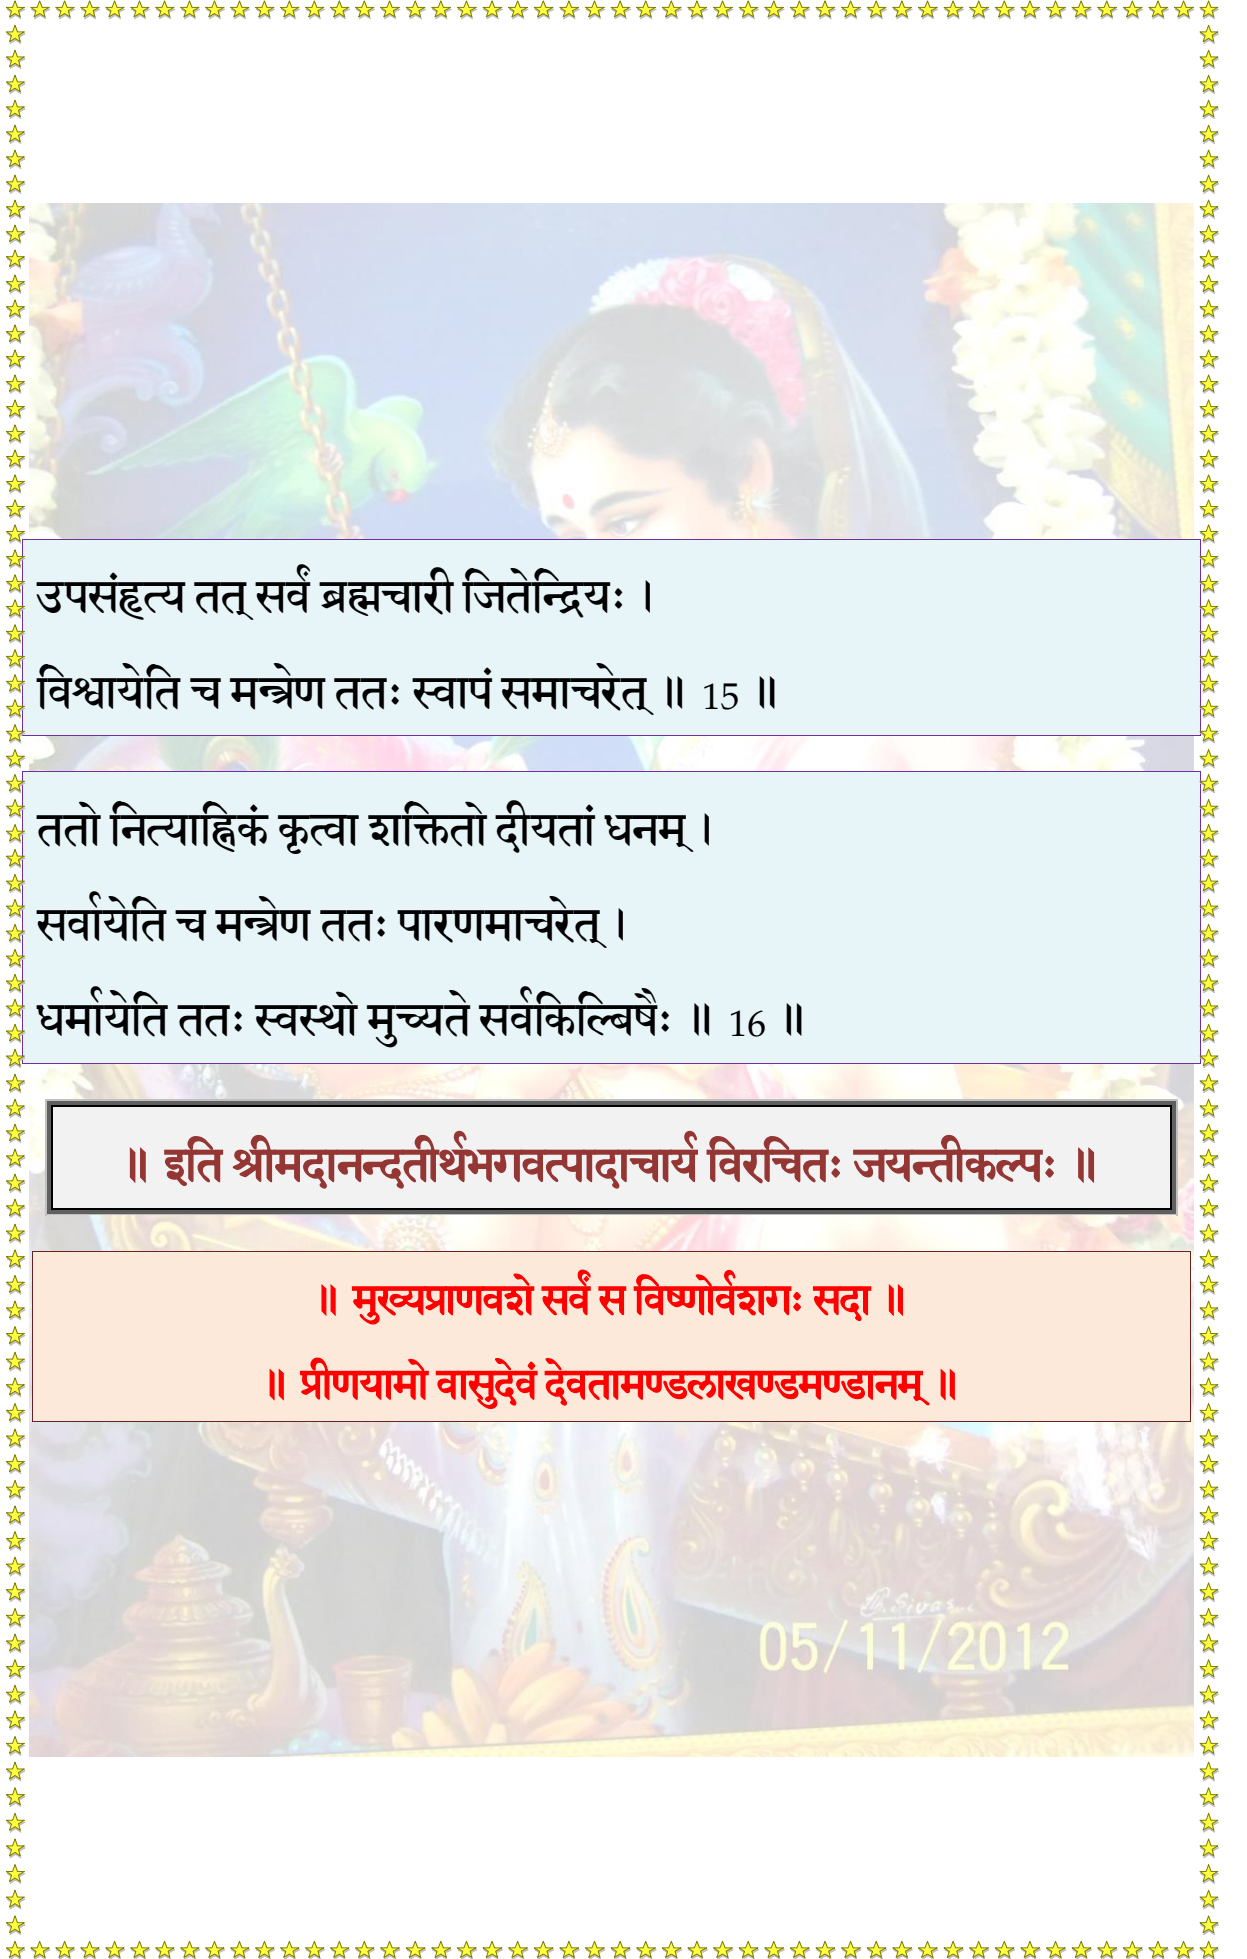 उपसंहृत्य तत् सर्वं ब्रह्मचारी जितेन्द्रियः ।
विश्वायेति च मन्त्रेण ततः स्वापं समाचरेत् ॥ 15 ॥
ततो नित्याह्निकं कृत्वा शक्तितो दीयतां धनम् ।
सर्वायेति च मन्त्रेण ततः पारणमाचरेत् ।
धर्मायेति ततः स्वस्थो मुच्यते सर्वकिल्बिषैः ॥ 16 ॥
॥ इति श्रीमदानन्दतीर्थभगवत्पादाचार्य विरचितः जयन्तीकल्पः ॥
॥ मुख्यप्राणवशे सर्वं स विष्णोर्वशगः सदा ॥
॥ प्रीणयामो वासुदेवं देवतामण्डलाखण्डमण्डानम् ॥
05/11/2012